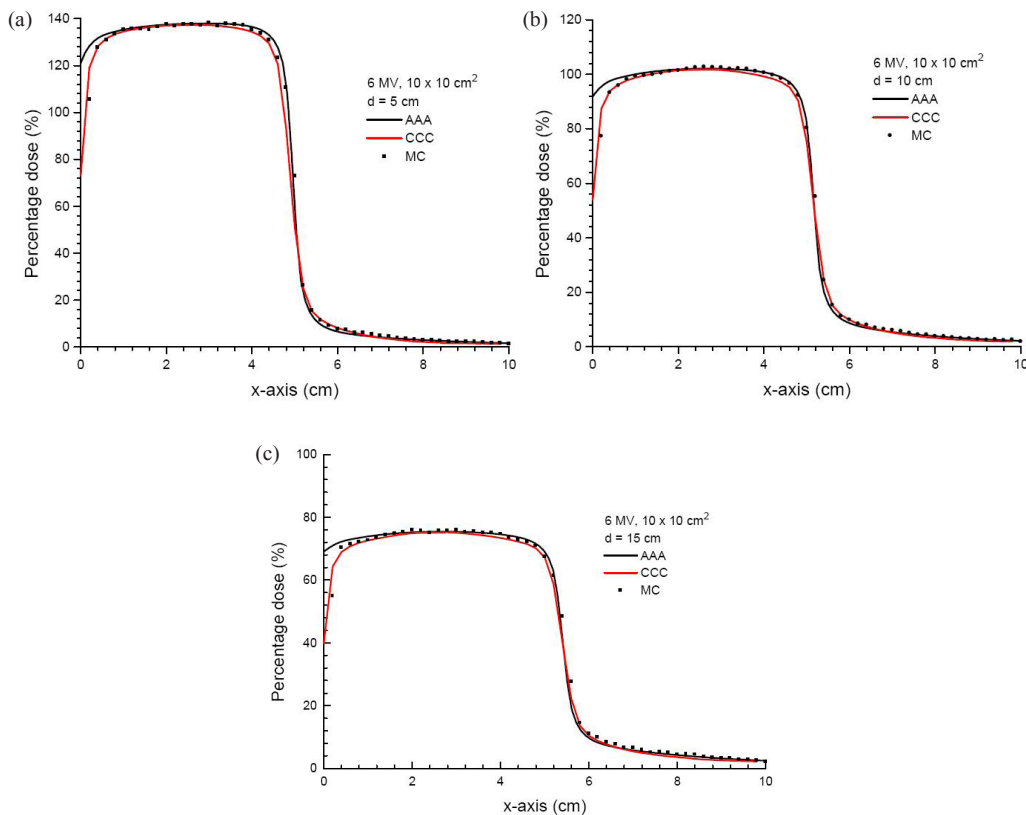 (a)
140
120
100
80
60
40
20
0
Percentage dose (%)
6 MV, 10 x 10 cm²
d = 5 cm
AAA
CCC
MC
0 2 4 6 8 10
x-axis (cm)
(b)
120
100
80
60
40
20
0
Percentage dose (%)
6 MV, 10 x 10 cm²
d = 10 cm
AAA
CCC
MC
0 2 4 6 8 10
x-axis (cm)
(c)
100
80
60
40
20
0
Percentage dose (%)
6 MV, 10 x 10 cm²
d = 15 cm
AAA
CCC
MC
0 2 4 6 8 10
x-axis (cm)